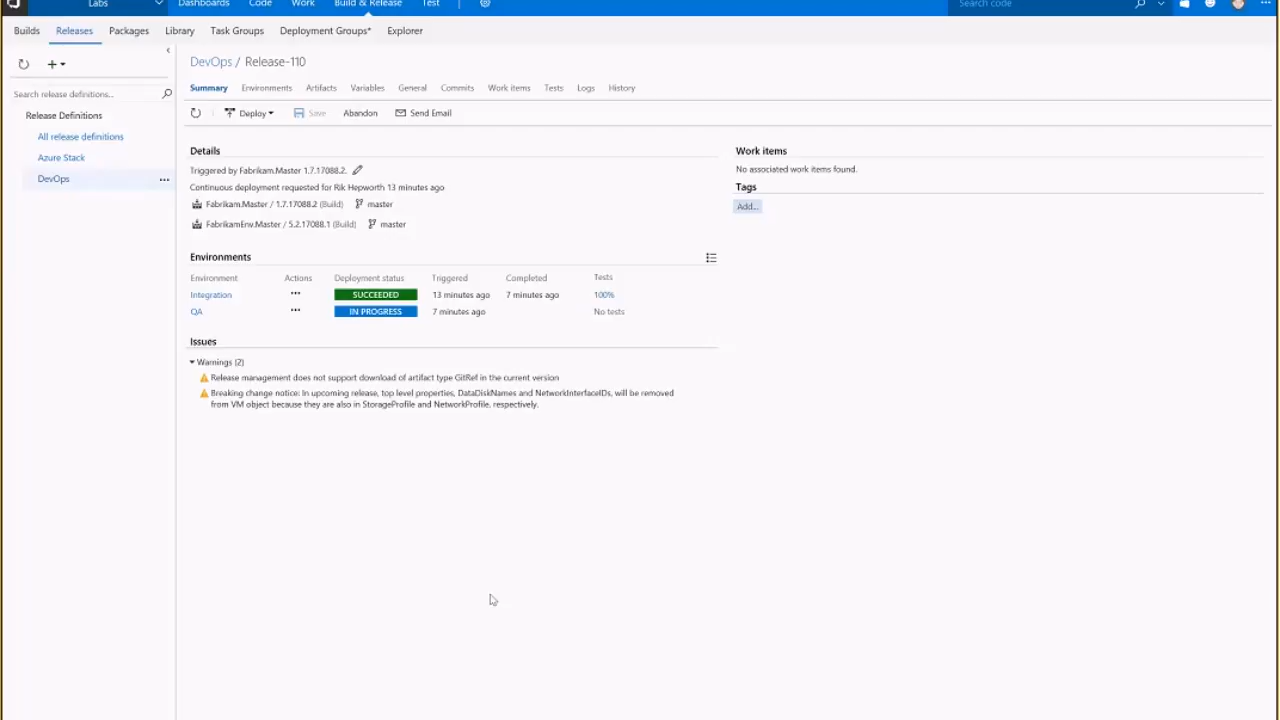 Labs Dashboards Code Work Build & Release Test Search code
Builds Releases Packages Library Task Groups Deployment Groups* Explorer
DevOps / Release-110
Search release definitions...
Summary Environments Artifacts Variables General Commits Work items Tests Logs History
Deploy Save Abandon Send Email
Release Definitions
All release definitions
Azure Stack
DevOps
Details
Triggered by Fabrikam.Master 1.7.17088.2.
Continuous deployment requested for Rik Hepworth 13 minutes ago
Fabrikam.Master / 1.7.17088.2 (Build) master
FabrikamEnv.Master / 5.2.17088.1 (Build) master
Work items
No associated work items found.
Tags
Add...
Environments
Environment Actions Deployment status Triggered Completed Tests
Integration ... SUCCEEDED 13 minutes ago 7 minutes ago 100%
QA ... IN PROGRESS 7 minutes ago No tests
Issues
Warnings (2)
Release management does not support download of artifact type GitRef in the current version
Breaking change notice: In upcoming release, top level properties, DataDiskNames and NetworkInterfaceIDs, will be removed
from VM object because they are also in StorageProfile and NetworkProfile, respectively.